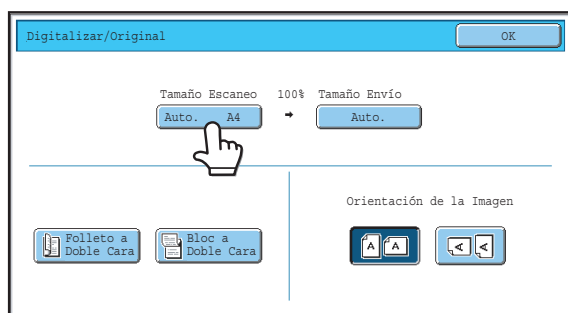 Digitalizar/Original
OK
Tamaño Escaneo 100% Tamaño Envío
Auto. A4 Auto.
Orientación de la Imagen
Folleto a
Doble Cara
Bloc a
Doble Cara
A A A A